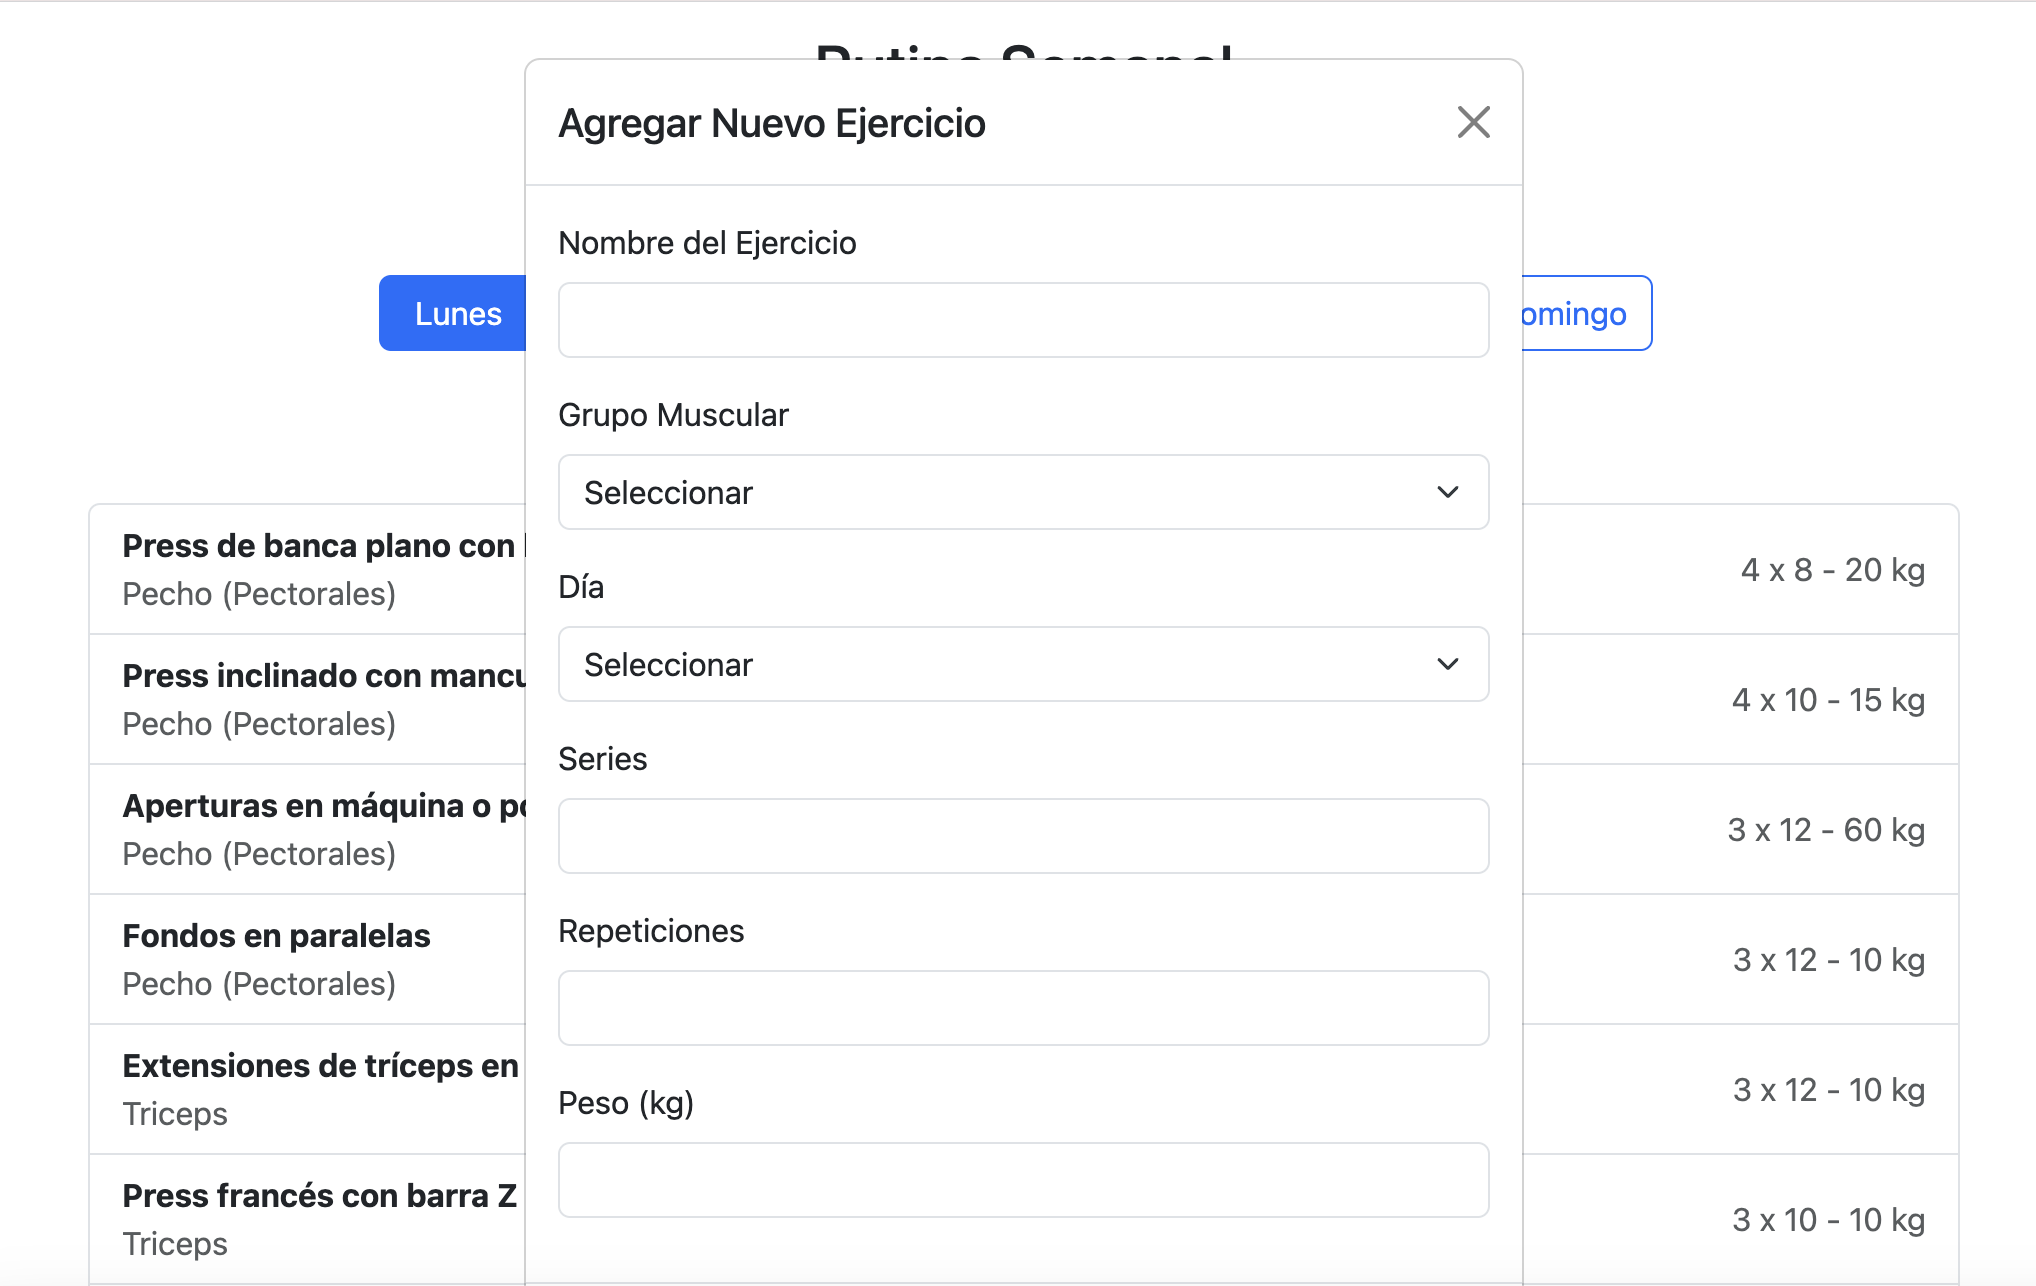 Rutina Semanal
Agregar Nuevo Ejercicio
Nombre del Ejercicio
Lunes
omingo
Grupo Muscular
Seleccionar
Día
Seleccionar
Series
Repeticiones
Peso (kg)
Press de banca plano con
Pecho (Pectorales)
4 x 8 - 20 kg
Press inclinado con mancu
Pecho (Pectorales)
4 x 10 - 15 kg
Aperturas en máquina o po
Pecho (Pectorales)
3 x 12 - 60 kg
Fondos en paralelas
Pecho (Pectorales)
3 x 12 - 10 kg
Extensiones de tríceps en
Triceps
3 x 12 - 10 kg
Press francés con barra Z
Triceps
3 x 10 - 10 kg